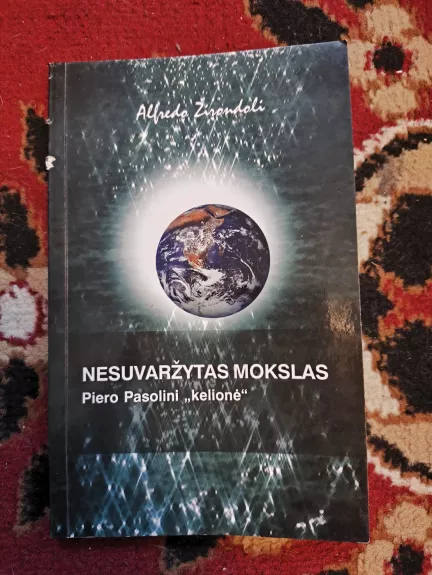 Alfredo Žirondoli
NESUVARŽYTAS MOKSLAS
Piero Pasolini „kelionė“